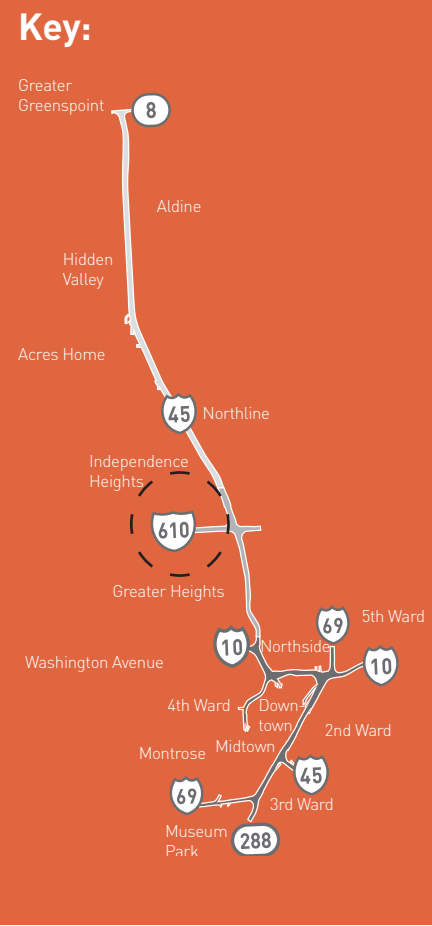 Key:
Greater
Greenspoint
8
Aldine
Hidden
Valley
Acres Home
45
Northline
Independence
Heights
610
Greater Heights
69
5th Ward
10
Northside
10
Washington Avenue
4th Ward
Down-
town
2nd Ward
Montrose
Midtown
45
69
3rd Ward
Museum
Park
288